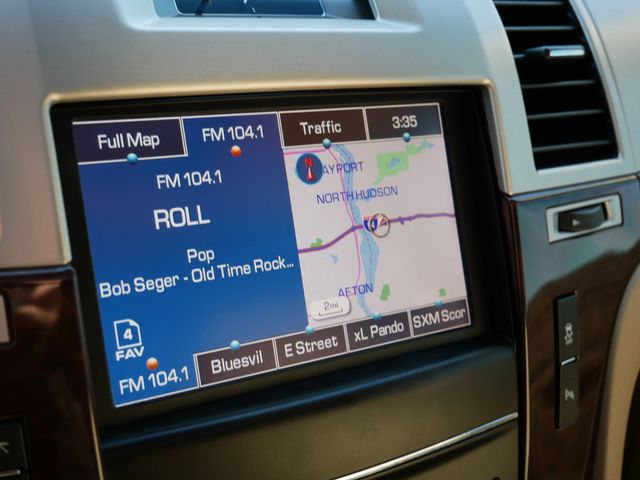 Full Map
FM 104.1
Traffic
3:35
FM 104.1
ROLL
Pop
Bob Seger - Old Time Rock...
N
AYPORT
NORTH HUDSON
AFTON
2mi
4
FAV
FM 104.1
Bluesvil
E Street
xL Pando
SXM Scor